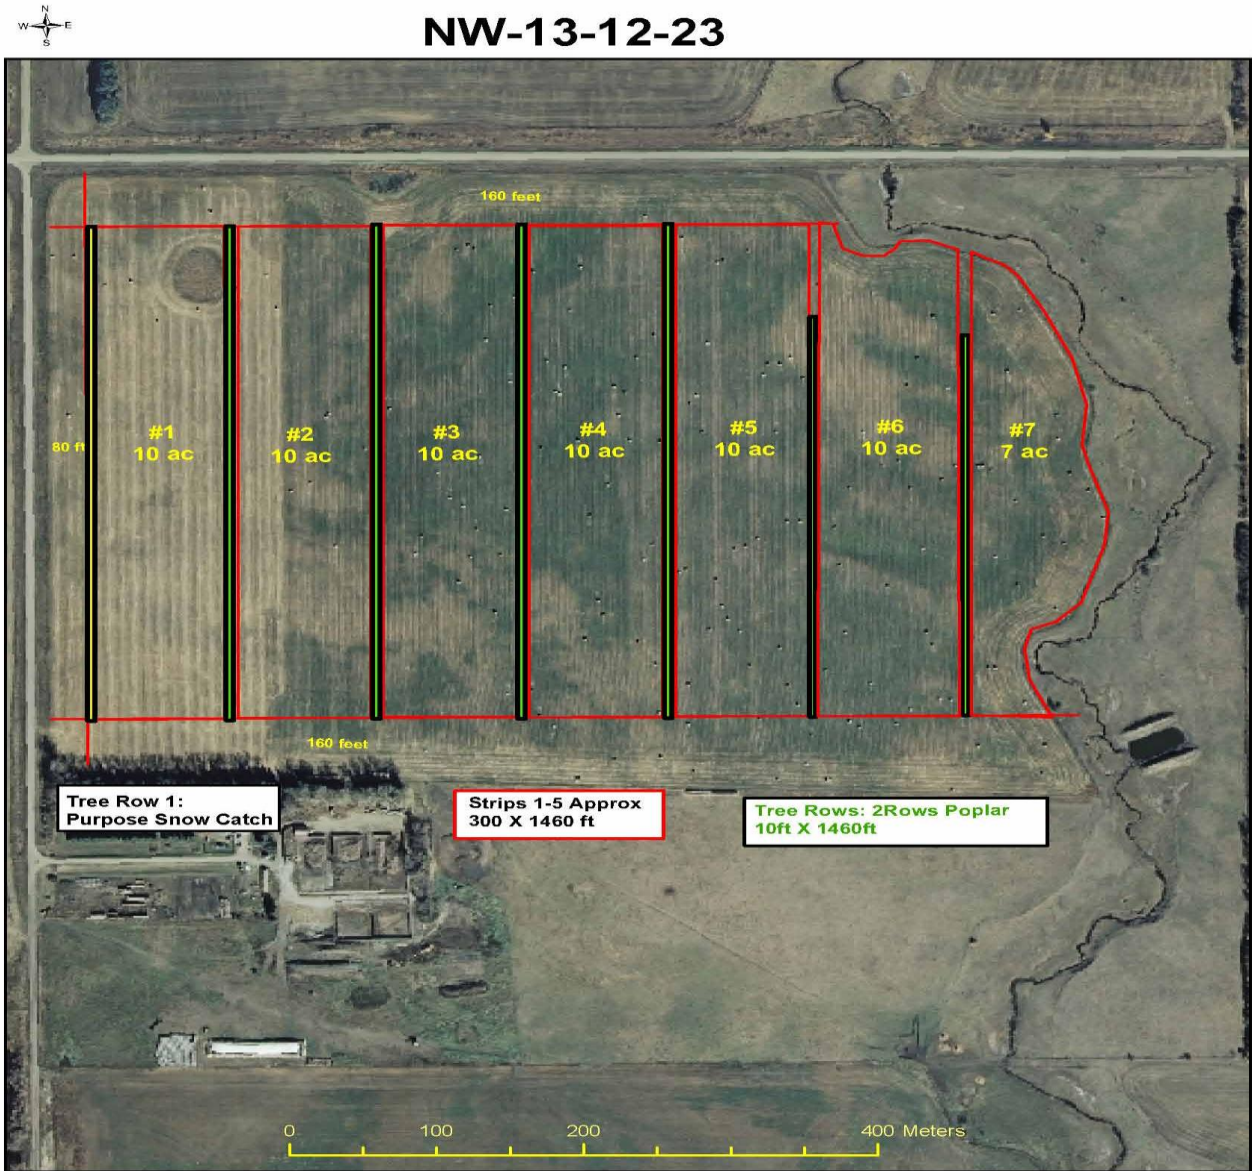 N
W E
S
NW-13-12-23
160 feet
80 ft
#1
10 ac
#2
10 ac
#3
10 ac
#4
10 ac
#5
10 ac
#6
10 ac
#7
7 ac
160 feet
Tree Row 1:
Purpose Snow Catch
Strips 1-5 Approx
300 X 1460 ft
Tree Rows: 2Rows Poplar
10ft X 1460ft
0 100 200 400 Meters